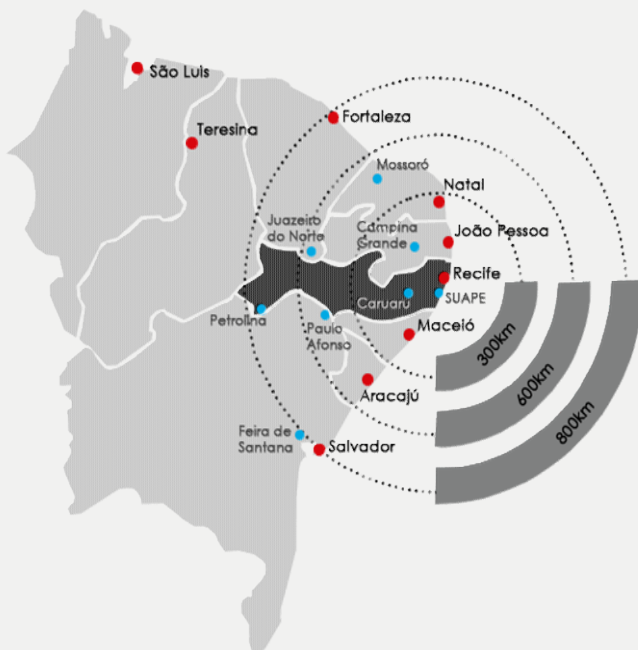 São Luis
Teresina
Fortaleza
Mossoró
Natal
Juazeiro
do Norte
Campina
Grande
João Pessoa
Recife
Petrolina
Caruaru
SUAPE
Paulo
Afonso
Maceió
300km
Aracajú
600km
Feira de
Santana
Salvador
800km